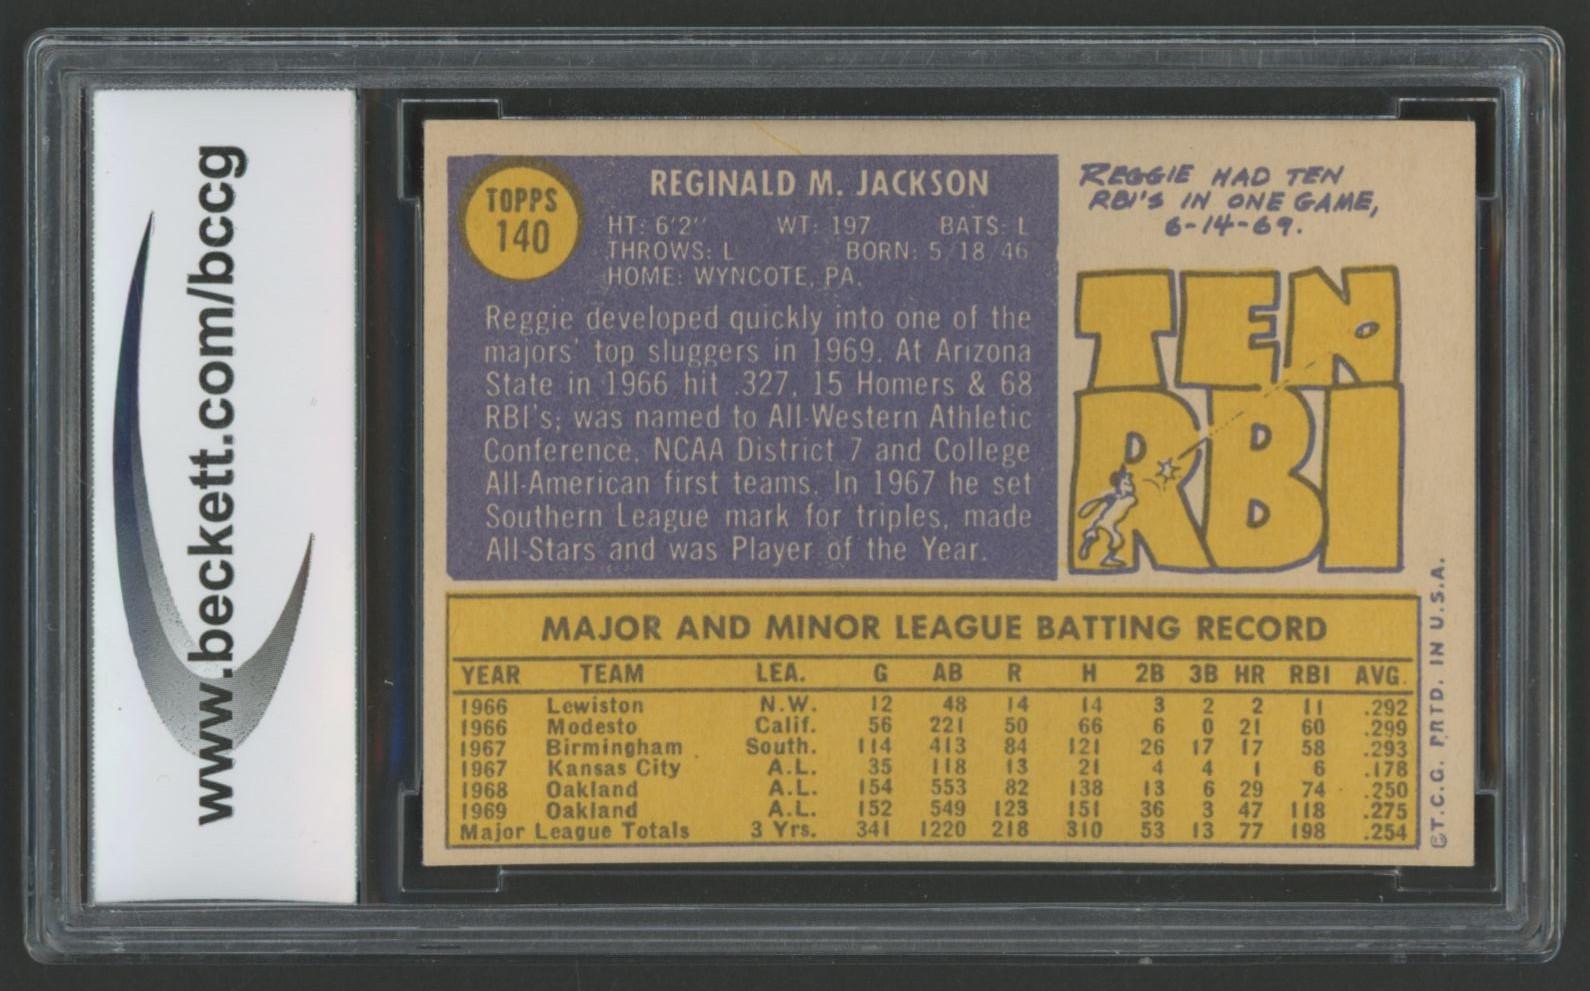 www.beckett.com/bccg
TOPPS
140
REGINALD M. JACKSON
HT: 6'2'' WT: 197 BATS: L
THROWS: L BORN: 5 18 46
HOME: WYNCOTE, PA.
Reggie developed quickly into one of the
majors' top sluggers in 1969. At Arizona
State in 1966 hit .327, 15 Homers & 68
RBI's; was named to All-Western Athletic
Conference, NCAA District 7 and College
All-American first teams. In 1967 he set
Southern League mark for triples, made
All-Stars and was Player of the Year.
REGGIE HAD TEN
RBI'S IN ONE GAME,
6-14-69.
TEN
RBI
MAJOR AND MINOR LEAGUE BATTING RECORD
YEAR TEAM LEA. G AB R H 2B 3B HR RBI AVG.
1966 Lewiston N.W. 12 48 14 14 3 2 2 11 .292
1966 Modesto Calif. 56 221 50 66 6 0 21 60 .299
1967 Birmingham South. 114 413 84 121 26 17 17 58 .293
1967 Kansas City A.L. 35 118 13 21 4 4 1 6 .178
1968 Oakland A.L. 154 553 82 138 13 6 29 74 .250
1969 Oakland A.L. 152 549 123 151 36 3 47 118 .275
Major League Totals 3 Yrs. 341 1220 218 310 53 13 77 198 .254
©T.C.G. PRTD. IN U.S.A.